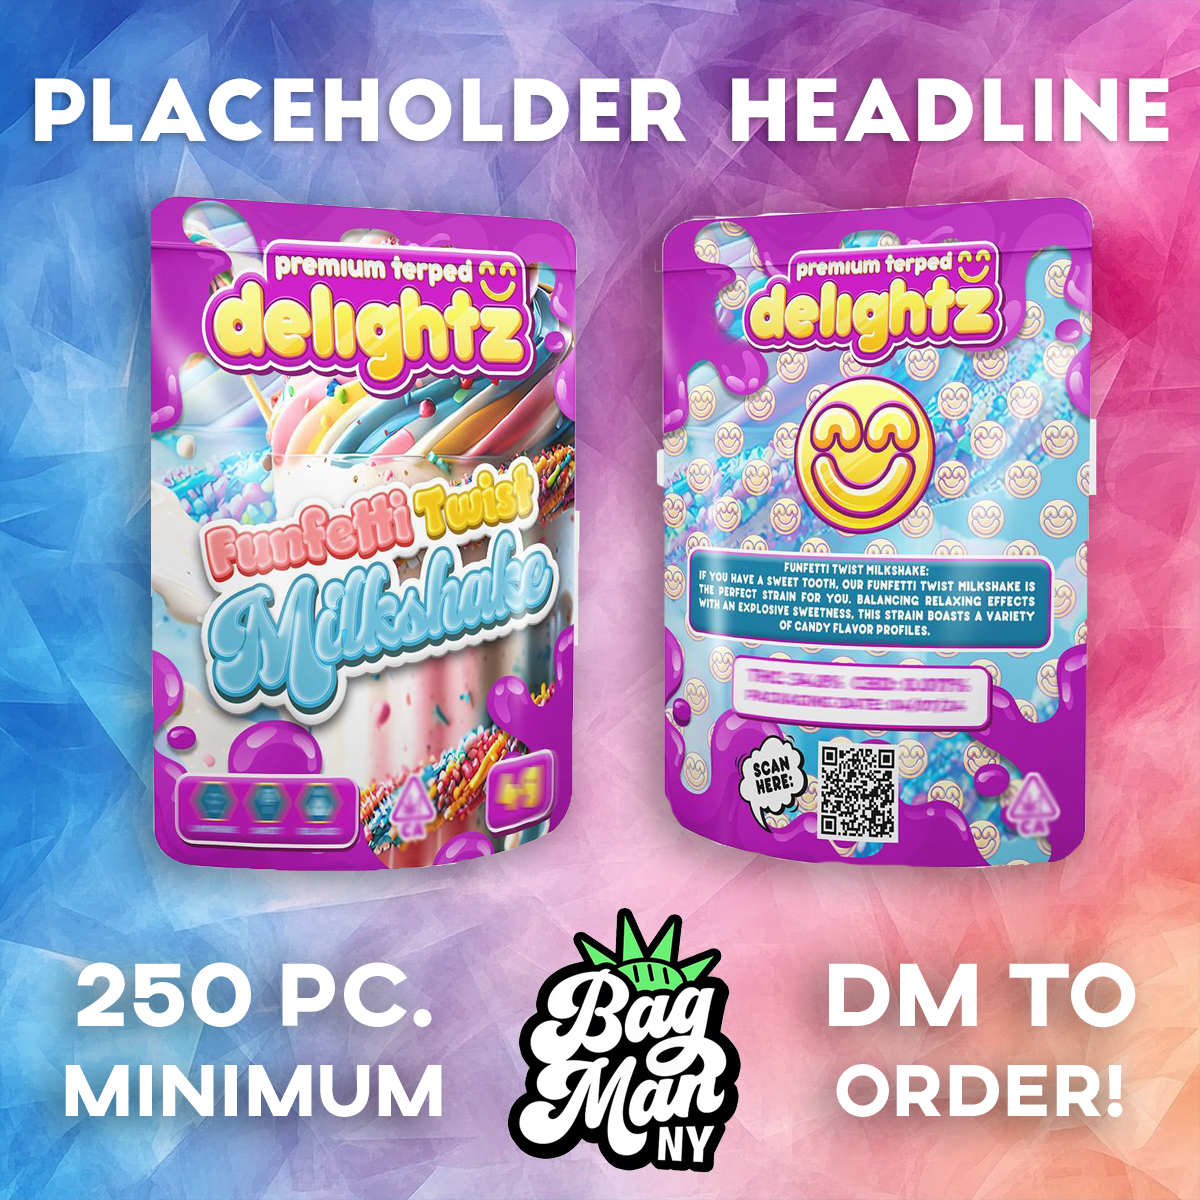 PLACEHOLDER HEADLINE
premium terped
delightz
Funfetti Twist
Milkshake
premium terped
delightz
FUNFETTI TWIST MILKSHAKE:
IF YOU HAVE A SWEET TOOTH, OUR FUNFETTI TWIST MILKSHAKE IS
THE PERFECT STRAIN FOR YOU. BALANCING RELAXING EFFECTS
WITH AN EXPLOSIVE SWEETNESS, THIS STRAIN BOASTS A VARIETY
OF CANDY FLAVOR PROFILES.
SCAN
HERE:
250 PC.
MINIMUM
Bag
Man
NY
DM TO
ORDER!